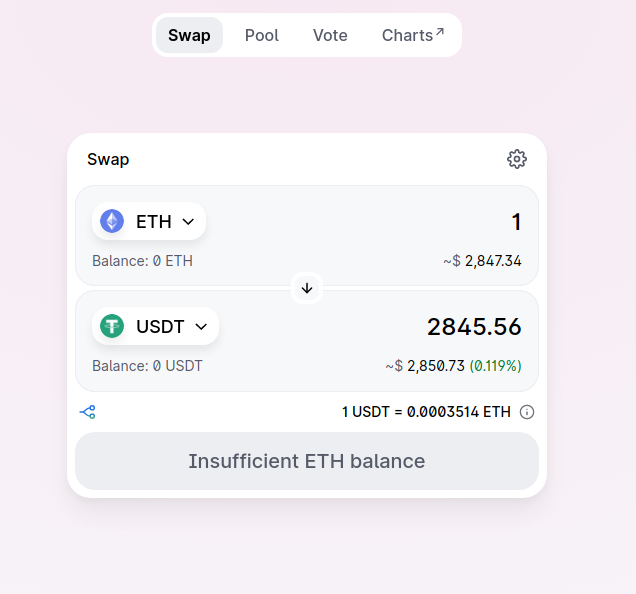 Swap Pool Vote Charts↗
Swap
ETH 1
Balance: 0 ETH ~$ 2,847.34
USDT 2845.56
Balance: 0 USDT ~$ 2,850.73 (0.119%)
1 USDT = 0.0003514 ETH
Insufficient ETH balance